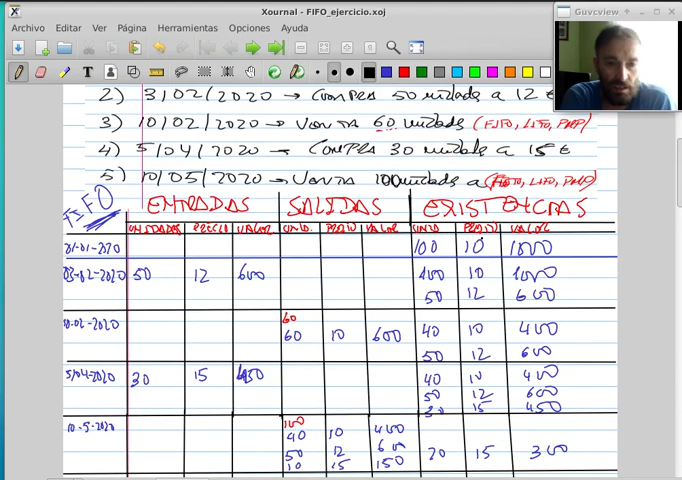 Xournal - FIFO_ejercicio.xoj
Guvcview
Archivo Editar Ver Página Herramientas Opciones Ayuda
2) 3/02/2020 → COMPRA 50 unidads a 12 €
3) 10/02/2020 → VENTA 60 unidads (FIFO, LIFO, PMP)
4) 5/04/2020 → COMPRA 30 unidads a 15 €
5) 10/05/2020 → VENTA 100 unidads a (FIFO, LIFO, PMP)
FIFO ENTRADAS SALIDAS EXISTENCIAS
UNIDADES PRECIO VALOR UNID. PRECIO VALOR UNID PRECIO VALOR
01-01-2020 100 10 1000
03-02-2020 50 12 600 100 10 1000
50 12 600
60
10-02-2020 60 10 600 40 10 400
50 12 600
5/04-2020 30 15 450 40 10 400
50 12 600
30 15 450
10-5-2020 100
40 10 400
50 12 600 20 15 300
10 15 150